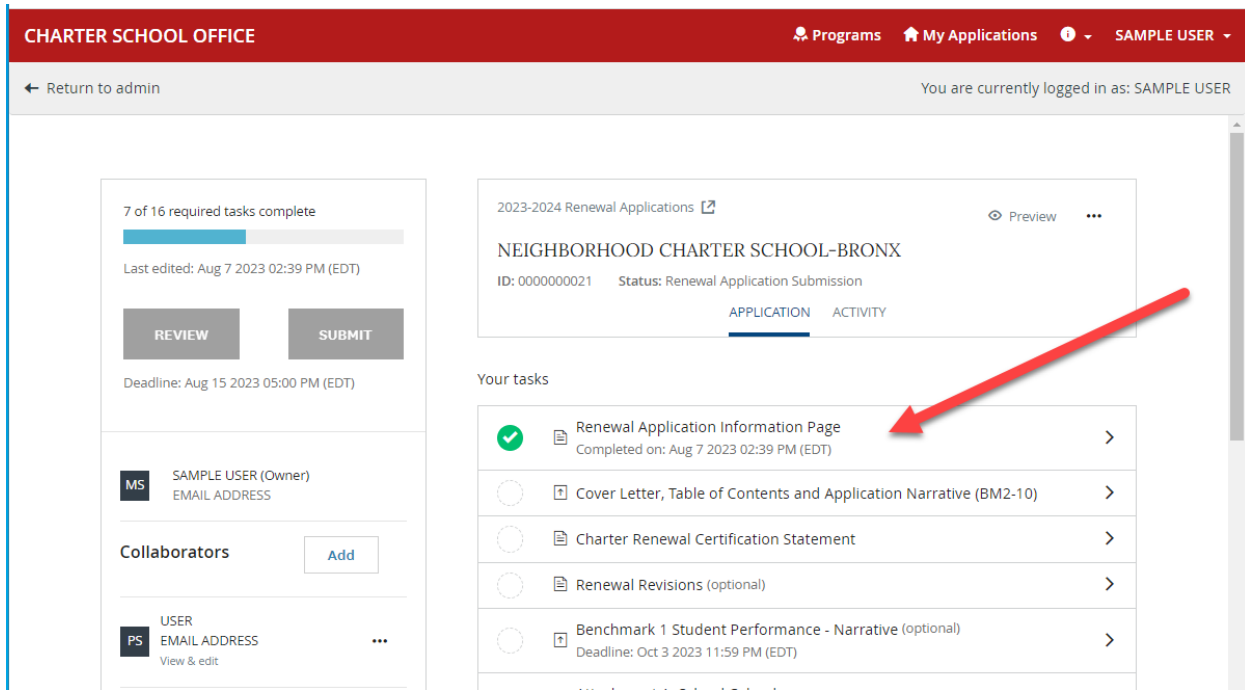 CHARTER SCHOOL OFFICE
Programs
My Applications
SAMPLE USER
Return to admin
You are currently logged in as: SAMPLE USER
7 of 16 required tasks complete
Last edited: Aug 7 2023 02:39 PM (EDT)
REVIEW
SUBMIT
Deadline: Aug 15 2023 05:00 PM (EDT)
MS
SAMPLE USER (Owner)
EMAIL ADDRESS
Collaborators
Add
PS
USER
EMAIL ADDRESS
View & edit
2023-2024 Renewal Applications
Preview
NEIGHBORHOOD CHARTER SCHOOL-BRONX
ID: 0000000021 Status: Renewal Application Submission
APPLICATION ACTIVITY
Your tasks
Renewal Application Information Page
Completed on: Aug 7 2023 02:39 PM (EDT)
Cover Letter, Table of Contents and Application Narrative (BM2-10)
Charter Renewal Certification Statement
Renewal Revisions (optional)
Benchmark 1 Student Performance - Narrative (optional)
Deadline: Oct 3 2023 11:59 PM (EDT)